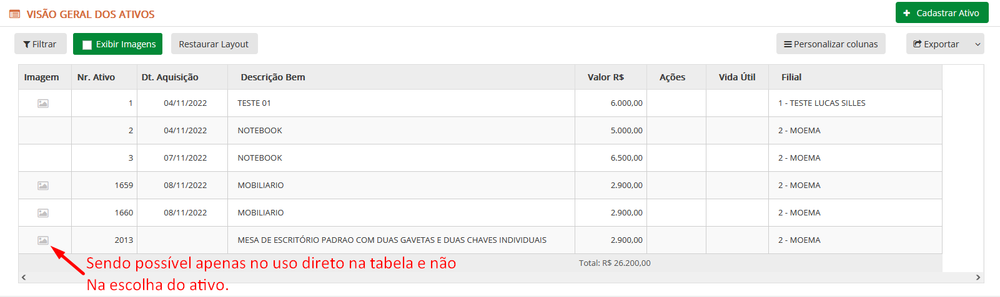 VISÃO GERAL DOS ATIVOS
Cadastrar Ativo
Filtrar Exibir Imagens Restaurar Layout Personalizar colunas Exportar
Imagem Nr. Ativo Dt. Aquisição Descrição Bem Valor R$ Ações Vida Útil Filial
1 04/11/2022 TESTE 01 6.000,00 1 - TESTE LUCAS SILLES
2 04/11/2022 NOTEBOOK 5.000,00 2 - MOEMA
3 07/11/2022 NOTEBOOK 6.500,00 2 - MOEMA
1659 08/11/2022 MOBILIARIO 2.900,00 2 - MOEMA
1660 08/11/2022 MOBILIARIO 2.900,00 2 - MOEMA
2013 MESA DE ESCRITÓRIO PADRAO COM DUAS GAVETAS E DUAS CHAVES INDIVIDUAIS 2.900,00 2 - MOEMA
Total: R$ 26.200,00
Sendo possível apenas no uso direto na tabela e não
Na escolha do ativo.